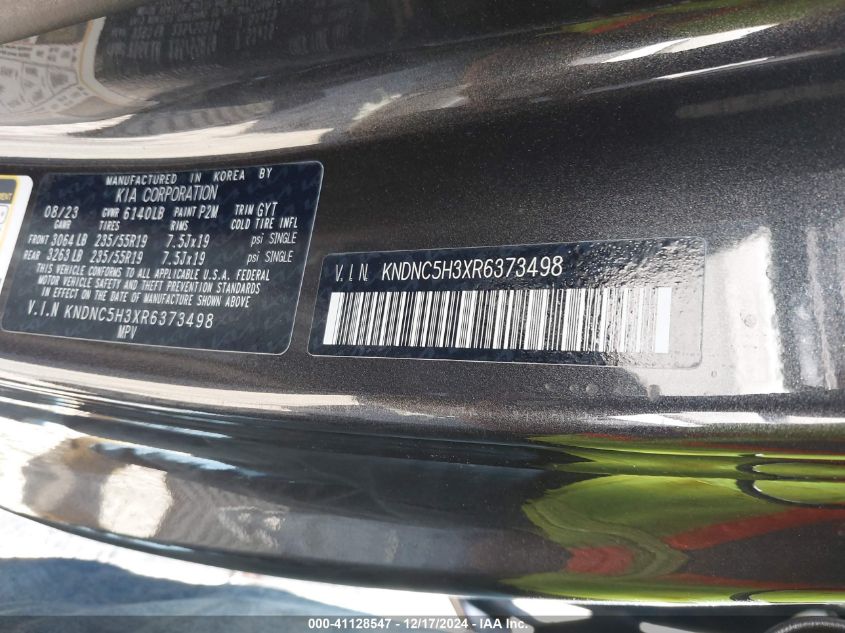 MANUFACTURED IN KOREA BY
KIA CORPORATION
08/23 GVWR 6140LB PAINT P2M TRIM GYT
GAWR TIRES RIMS COLD TIRE INFL
FRONT 3064 LB 235/55R19 7.5Jx19 psi SINGLE
REAR 3263 LB 235/55R19 7.5Jx19 psi SINGLE
THIS VEHICLE CONFORMS TO ALL APPLICABLE U.S.A. FEDERAL
MOTOR VEHICLE SAFETY AND THEFT PREVENTION STANDARDS
IN EFFECT ON THE DATE OF MANUFACTURE SHOWN ABOVE.
V.I.N KNDNC5H3XR6373498
MPV
V.I.N. KNDNC5H3XR6373498
000-41128547 - 12/17/2024 - IAA Inc.